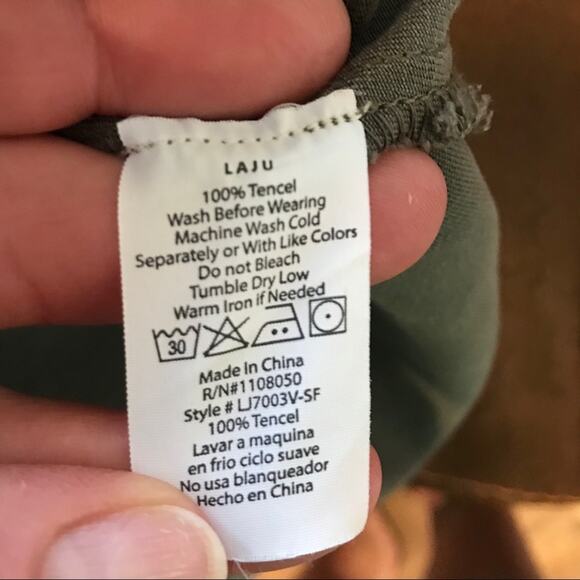 LAJU
100% Tencel
Wash Before Wearing
Machine Wash Cold
Separately or With Like Colors
Do not Bleach
Tumble Dry Low
Warm Iron if Needed
30
Made In China
R/N#1108050
Style # LJ7003V-SF
100% Tencel
Lavar a maquina
en frio ciclo suave
No usa blanqueador
Hecho en China